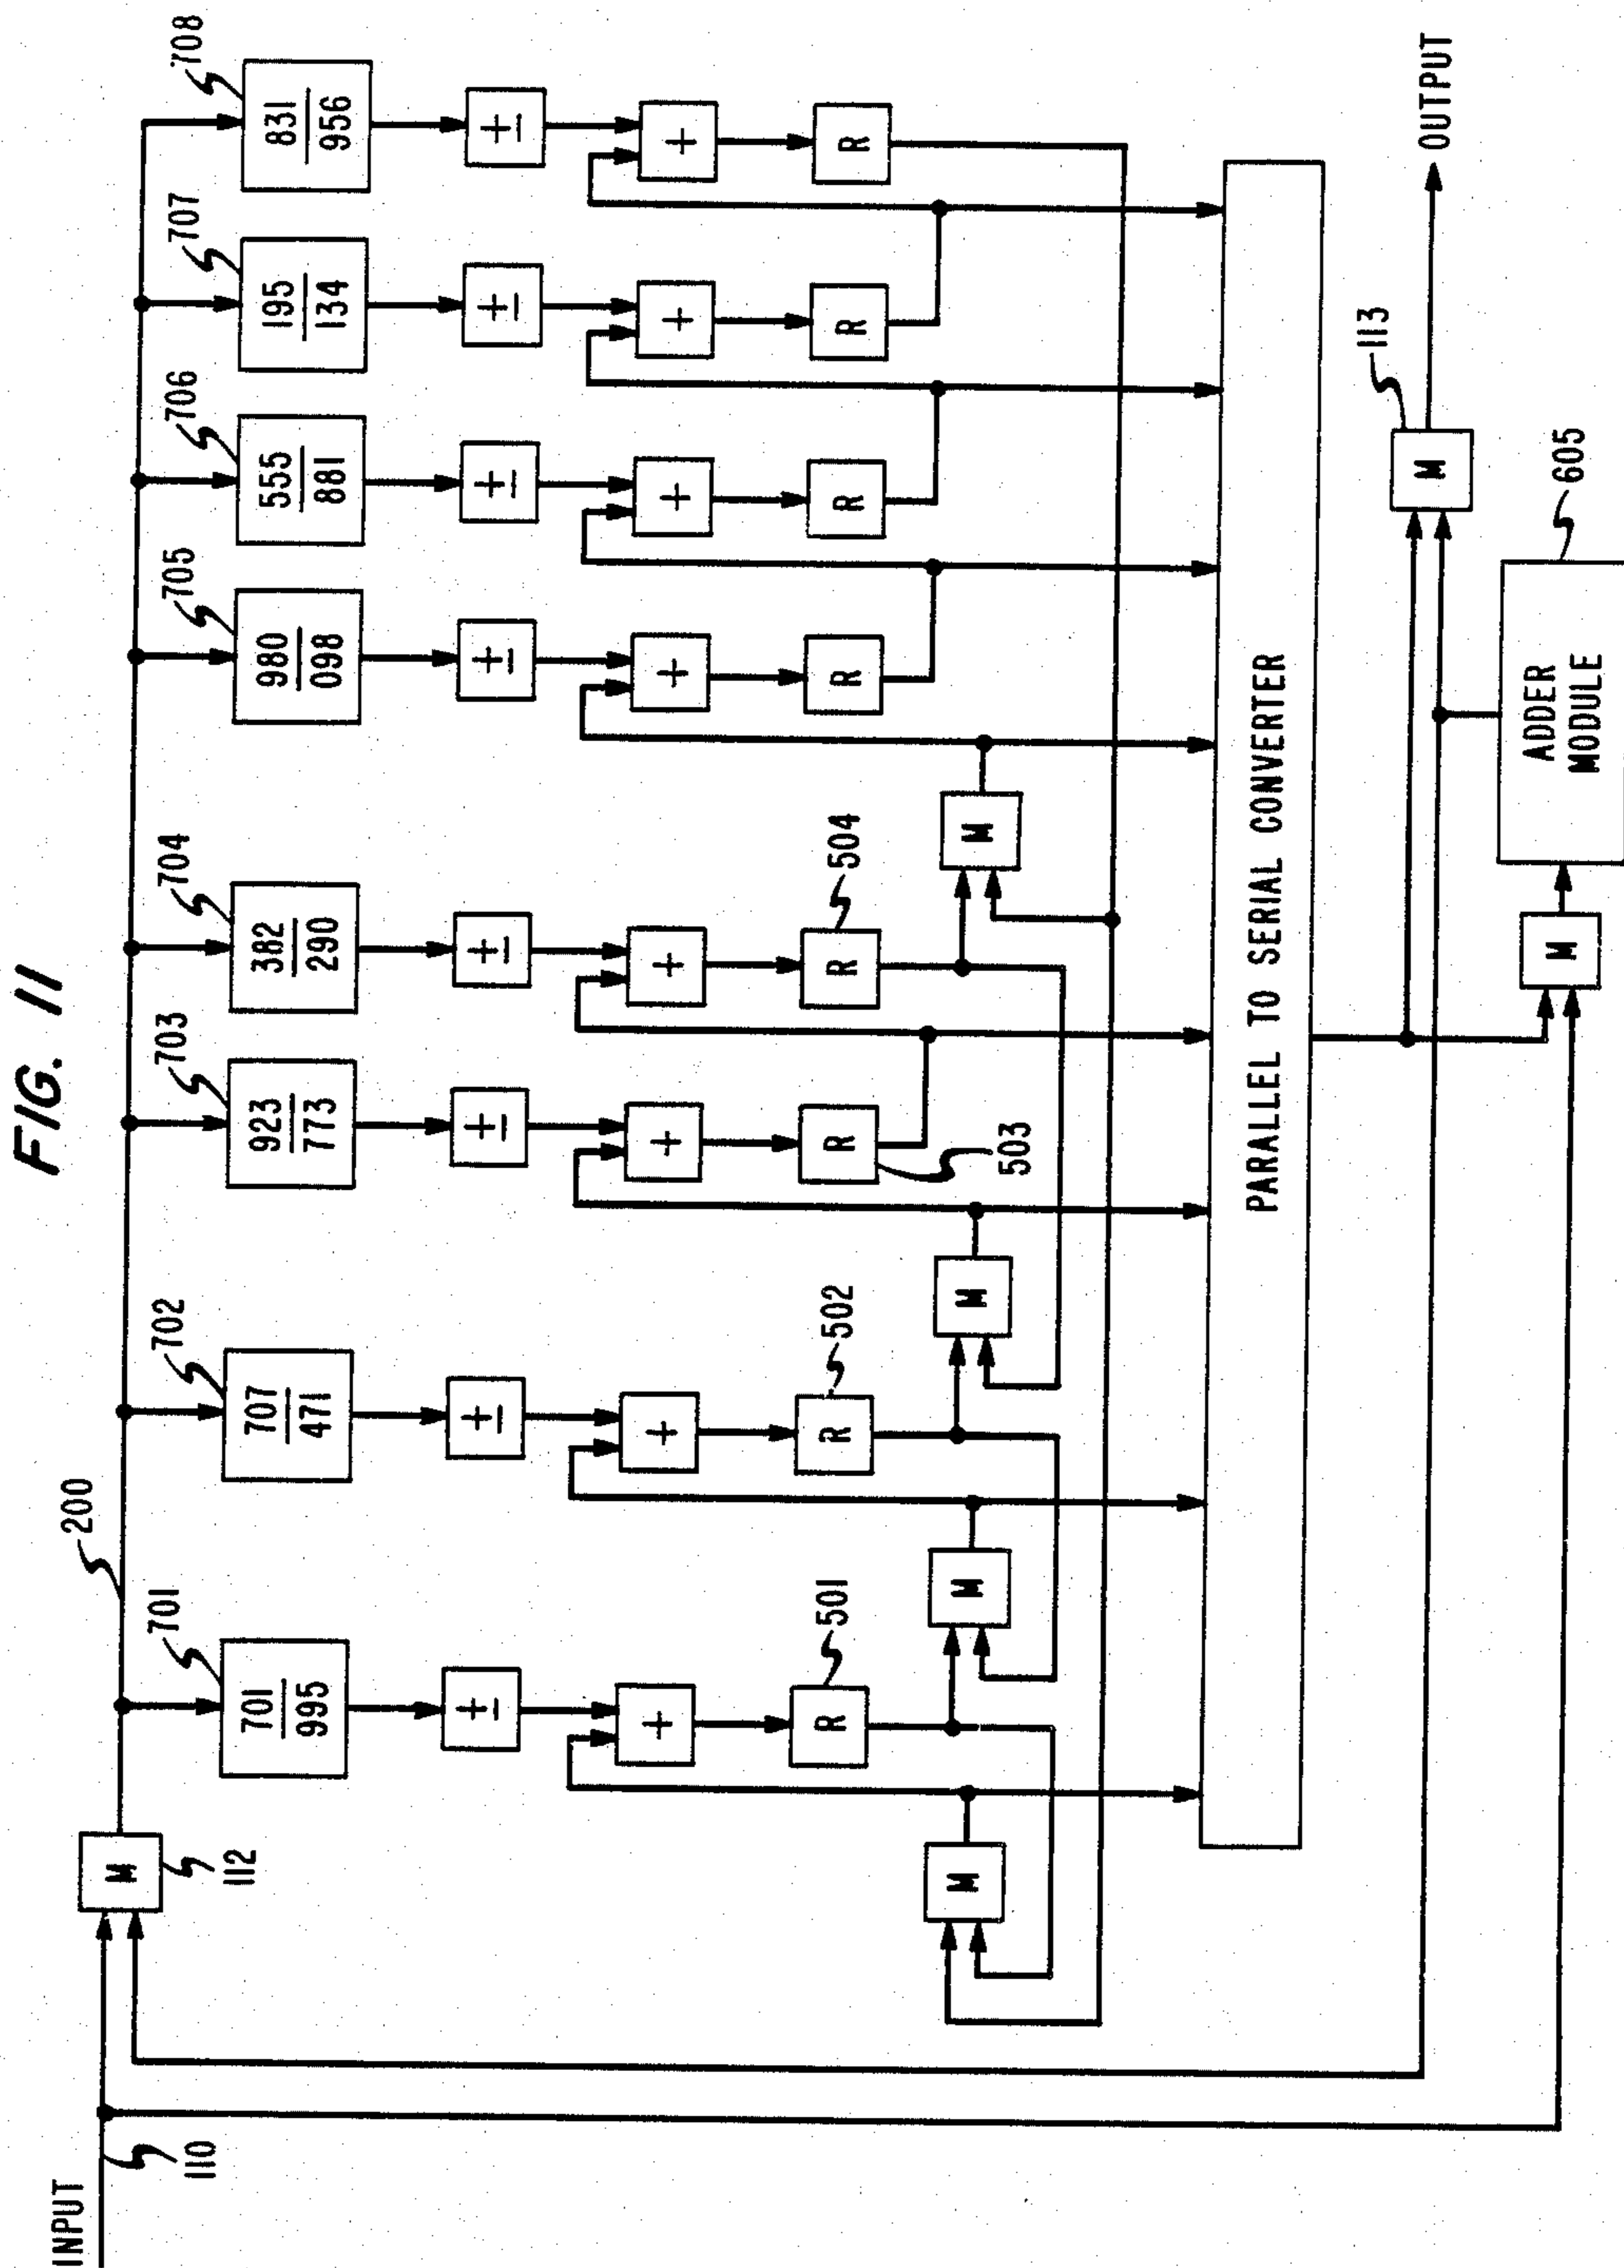 FIG. 11
INPUT
110
M
112
200
701
702
703
704
705
706
707
708
701
995
707
471
923
773
382
290
980
098
555
881
195
134
831
956
±
±
±
±
±
±
±
±
+
+
+
+
+
+
+
+
R
R
R
R
R
R
R
R
501
502
503
504
M
M
M
M
PARALLEL TO SERIAL CONVERTER
M
113
OUTPUT
M
ADDER
MODULE
605